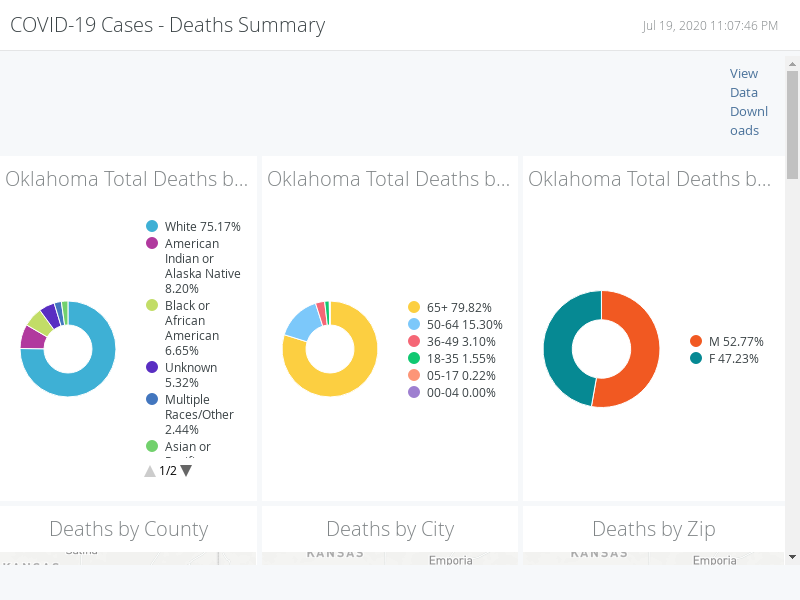 COVID-19 Cases - Deaths Summary
Jul 19, 2020 11:07:46 PM
View
Data
Downl
oads
Oklahoma Total Deaths b...
White 75.17%
American
Indian or
Alaska Native
8.20%
Black or
African
American
6.65%
Unknown
5.32%
Multiple
Races/Other
2.44%
Asian or
1/2
Oklahoma Total Deaths b...
65+ 79.82%
50-64 15.30%
36-49 3.10%
18-35 1.55%
05-17 0.22%
00-04 0.00%
Oklahoma Total Deaths b...
M 52.77%
F 47.23%
Deaths by County
Salina
KANSAS
Deaths by City
KANSAS
Emporia
Deaths by Zip
KANSAS
Emporia